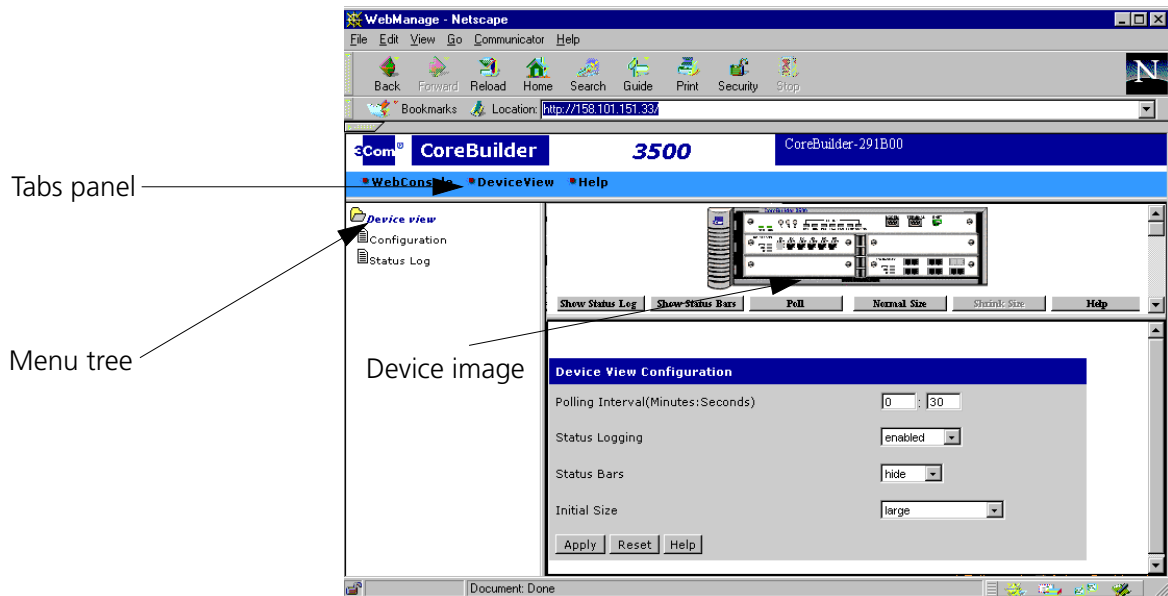 WebManage - Netscape
File Edit View Go Communicator Help
Back Forward Reload Home Search Guide Print Security Stop
N
Bookmarks Location: http://158.101.151.33/
3Com® CoreBuilder 3500 CoreBuilder-291B00
Tabs panel
WebConsole DeviceView Help
Device view
Configuration
Status Log
CoreBuilder 3500
Show Status Log Show Status Bars Poll Normal Size Shrink Size Help
Menu tree
Device image
Device View Configuration
Polling Interval(Minutes:Seconds) 0 : 30
Status Logging enabled
Status Bars hide
Initial Size large
Apply Reset Help
Document: Done